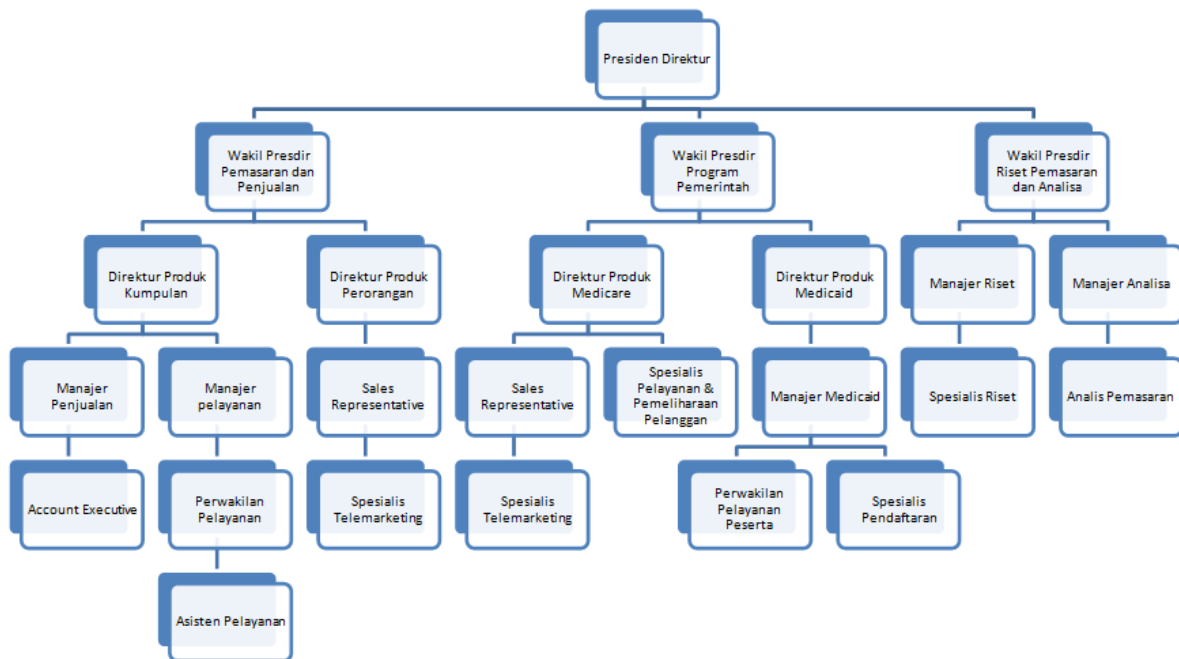 Presiden Direktur
Wakil Presdir
Pemasaran dan
Penjualan
Wakil Presdir
Program
Pemerintah
Wakil Presdir
Riset Pemasaran
dan Analisa
Direktur Produk
Kumpulan
Direktur Produk
Perorangan
Direktur Produk
Medicare
Direktur Produk
Medicaid
Manajer Riset
Manajer Analisa
Manajer
Penjualan
Manajer
pelayanan
Sales
Representative
Sales
Representative
Spesialis
Pelayanan &
Pemeliharaan
Pelanggan
Manajer Medicaid
Spesialis Riset
Analis Pemasaran
Account Executive
Perwakilan
Pelayanan
Spesialis
Telemarketing
Spesialis
Telemarketing
Perwakilan
Pelayanan
Peserta
Spesialis
Pendaftaran
Asisten Pelayanan